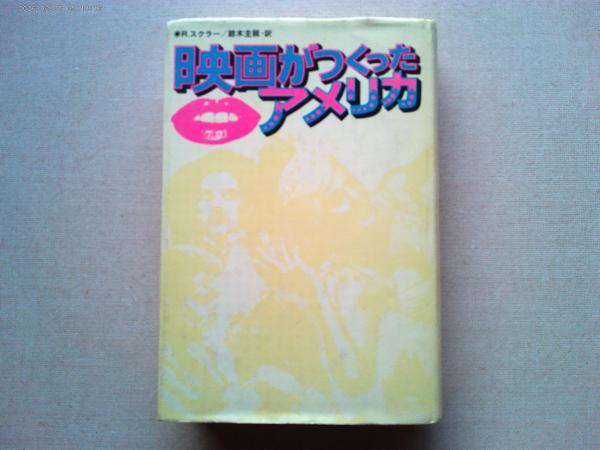 ●R.スクラー/鈴木主税・訳
映画がつくった
アメリカ